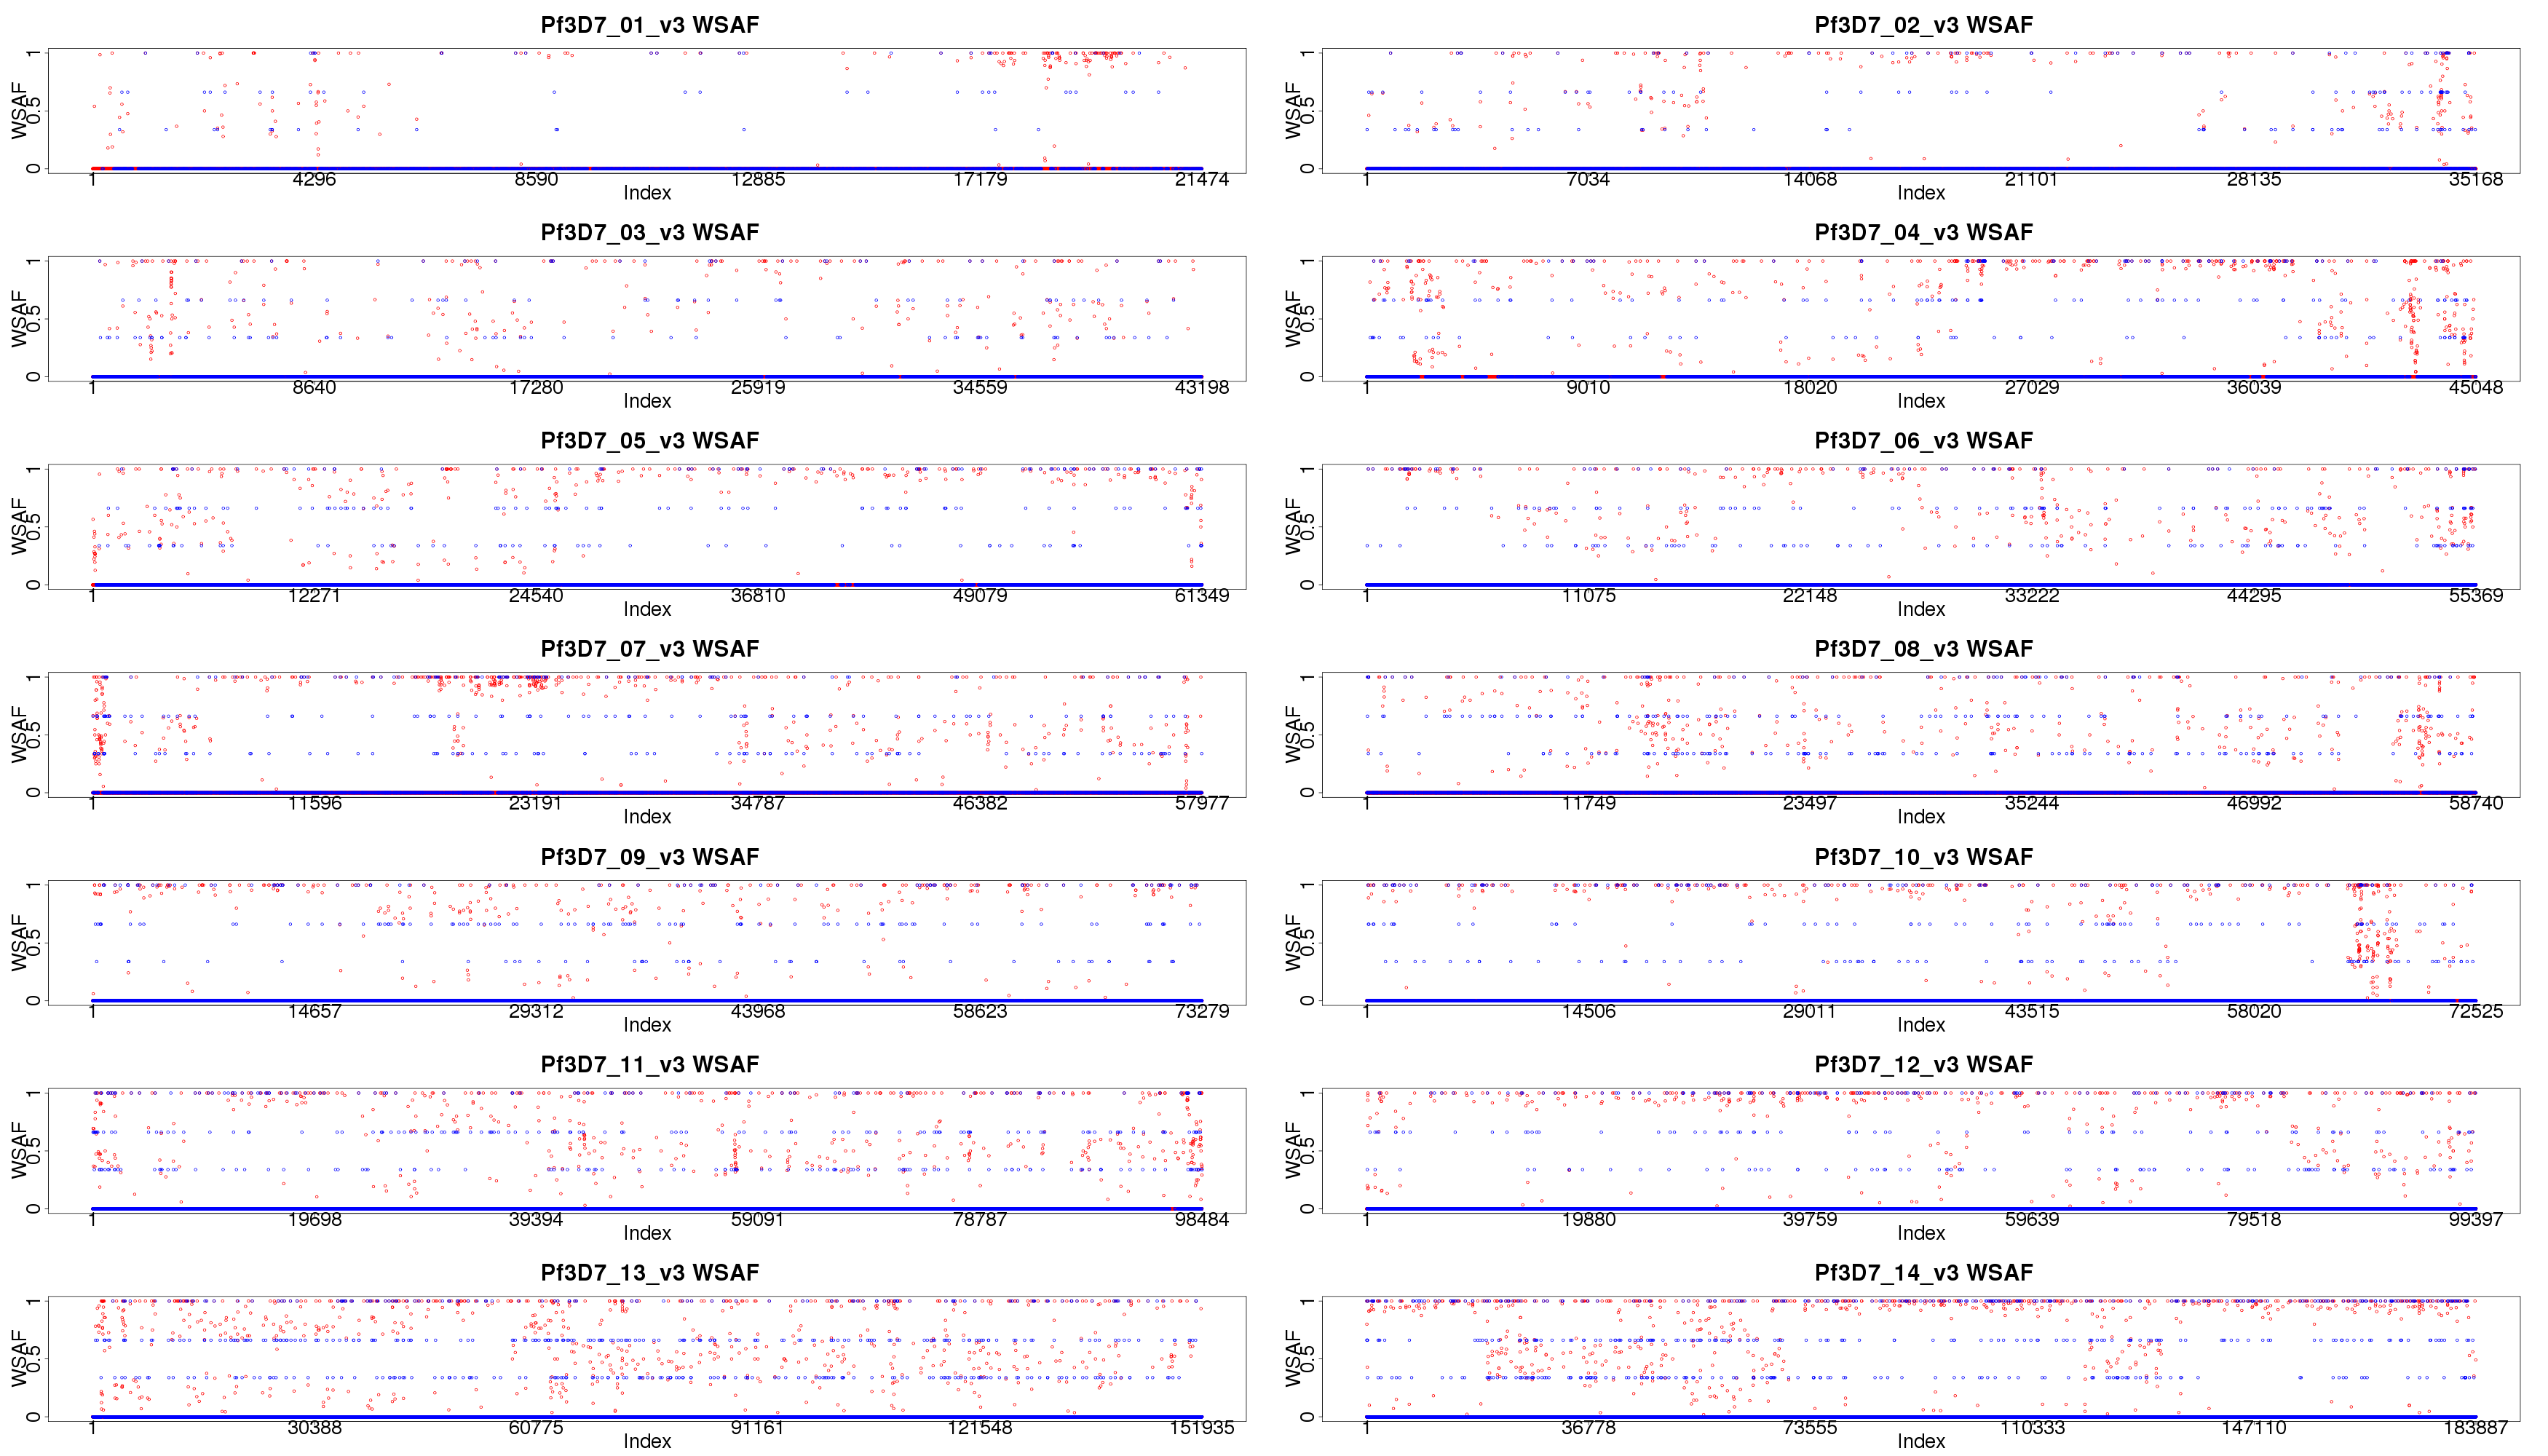 Pf3D7_01_v3 WSAF
WSAF
0 0.5 1
1 4296 8590 12885 17179 21474
Index
Pf3D7_02_v3 WSAF
WSAF
0 0.5 1
1 7034 14068 21101 28135 35168
Index
Pf3D7_03_v3 WSAF
WSAF
0 0.5 1
1 8640 17280 25919 34559 43198
Index
Pf3D7_04_v3 WSAF
WSAF
0 0.5 1
1 9010 18020 27029 36039 45048
Index
Pf3D7_05_v3 WSAF
WSAF
0 0.5 1
1 12271 24540 36810 49079 61349
Index
Pf3D7_06_v3 WSAF
WSAF
0 0.5 1
1 11075 22148 33222 44295 55369
Index
Pf3D7_07_v3 WSAF
WSAF
0 0.5 1
1 11596 23191 34787 46382 57977
Index
Pf3D7_08_v3 WSAF
WSAF
0 0.5 1
1 11749 23497 35244 46992 58740
Index
Pf3D7_09_v3 WSAF
WSAF
0 0.5 1
1 14657 29312 43968 58623 73279
Index
Pf3D7_10_v3 WSAF
WSAF
0 0.5 1
1 14506 29011 43515 58020 72525
Index
Pf3D7_11_v3 WSAF
WSAF
0 0.5 1
1 19698 39394 59091 78787 98484
Index
Pf3D7_12_v3 WSAF
WSAF
0 0.5 1
1 19880 39759 59639 79518 99397
Index
Pf3D7_13_v3 WSAF
WSAF
0 0.5 1
1 30388 60775 91161 121548 151935
Index
Pf3D7_14_v3 WSAF
WSAF
0 0.5 1
1 36778 73555 110333 147110 183887
Index